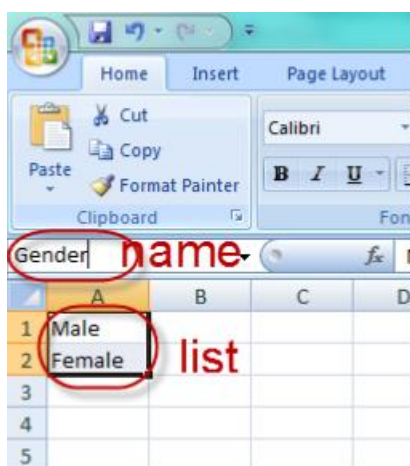 Home Insert Page Layout
Cut
Copy
Paste
Format Painter
Clipboard
Calibri
B I U
Fon
Gender name fx
A B C D
1 Male
2 Female list
3
4
5